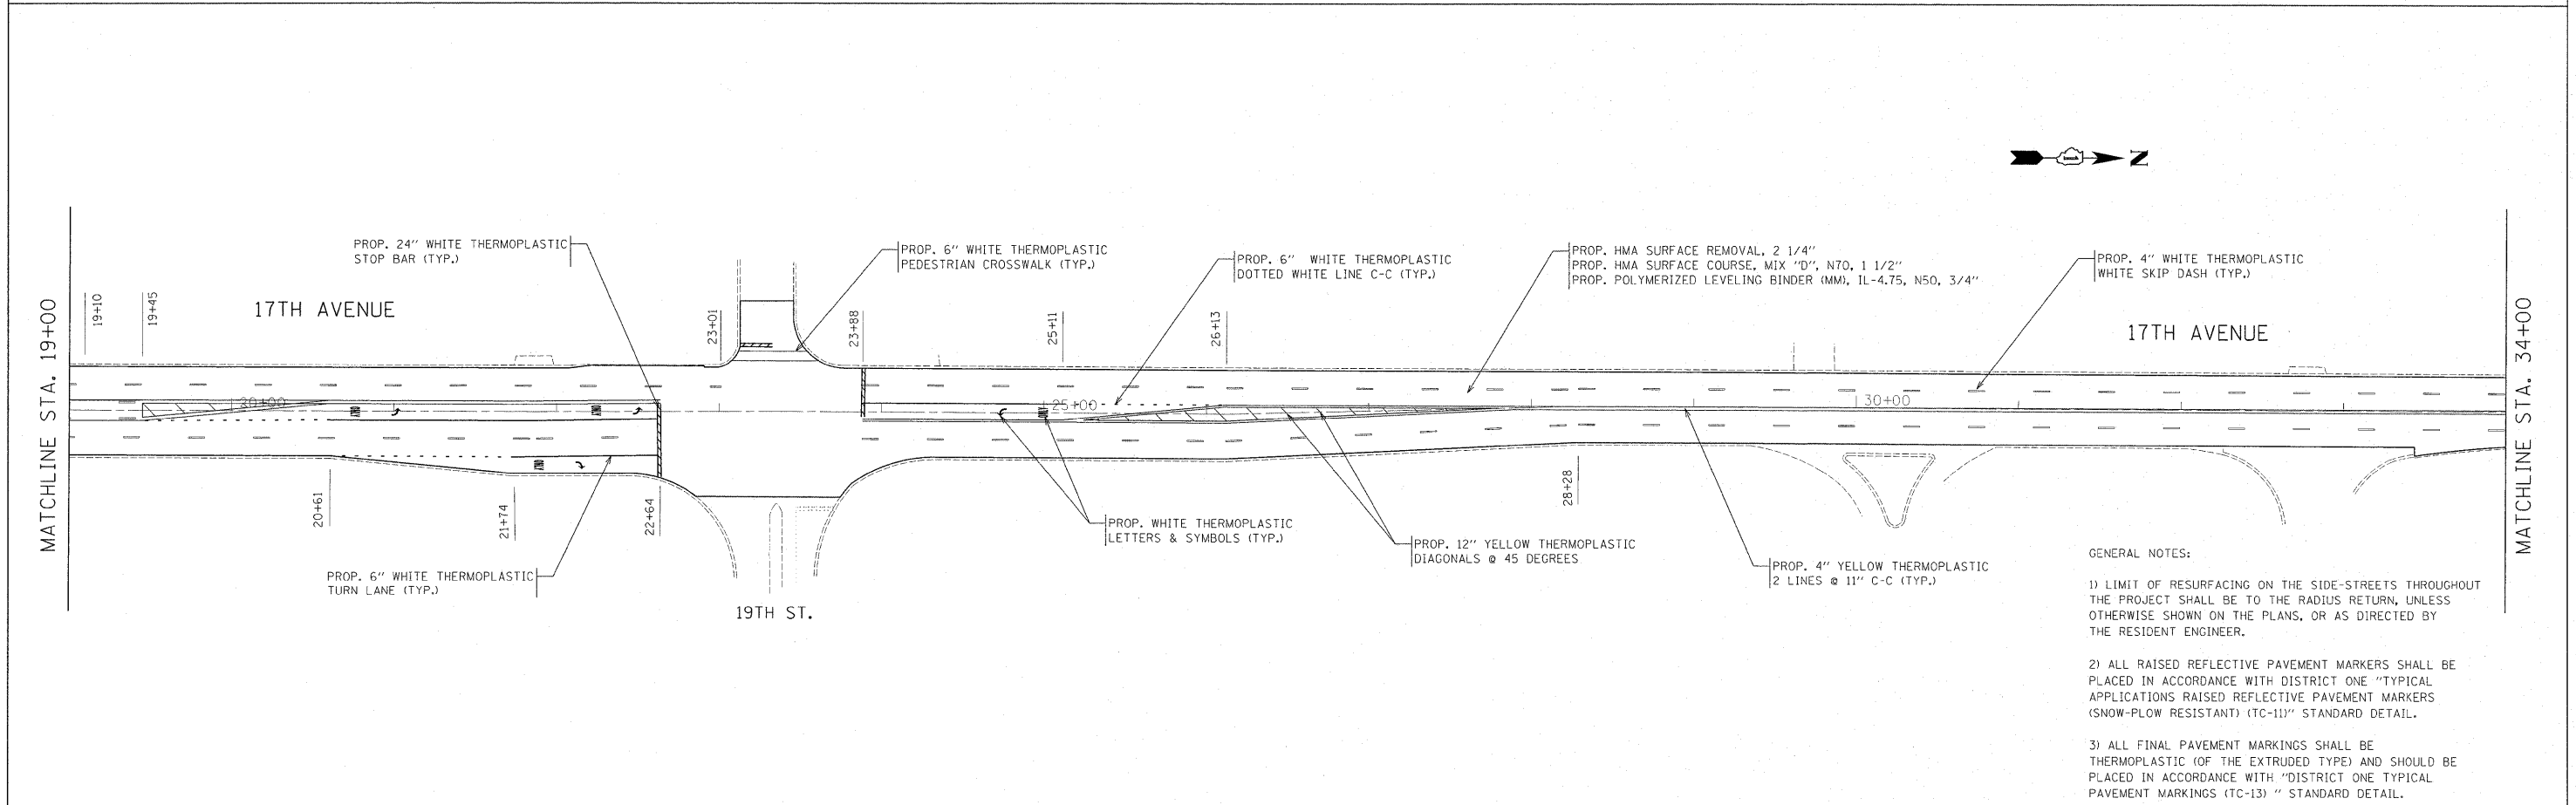 PROP. 24" WHITE THERMOPLASTIC
STOP BAR (TYP.)
PROP. 6" WHITE THERMOPLASTIC
PEDESTRIAN CROSSWALK (TYP.)
PROP. 6" WHITE THERMOPLASTIC
DOTTED WHITE LINE C-C (TYP.)
PROP. HMA SURFACE REMOVAL, 2 1/4"
PROP. HMA SURFACE COURSE, MIX "D", N70, 1 1/2"
PROP. POLYMERIZED LEVELING BINDER (MM), IL-4.75, N50, 3/4"
PROP. 4" WHITE THERMOPLASTIC
WHITE SKIP DASH (TYP.)
N
MATCHLINE STA. 19+00
19+10
19+45
17TH AVENUE
23+01
23+88
25+11
26+13
17TH AVENUE
MATCHLINE STA. 34+00
30+00
ONLY
ONLY
ONLY
25+00
30+00
ONLY
20+61
21+74
22+64
28+28
PROP. 6" WHITE THERMOPLASTIC
TURN LANE (TYP.)
19TH ST.
PROP. WHITE THERMOPLASTIC
LETTERS & SYMBOLS (TYP.)
PROP. 12" YELLOW THERMOPLASTIC
DIAGONALS @ 45 DEGREES
PROP. 4" YELLOW THERMOPLASTIC
2 LINES @ 11" C-C (TYP.)
GENERAL NOTES:
1) LIMIT OF RESURFACING ON THE SIDE-STREETS THROUGHOUT
THE PROJECT SHALL BE TO THE RADIUS RETURN, UNLESS
OTHERWISE SHOWN ON THE PLANS, OR AS DIRECTED BY
THE RESIDENT ENGINEER.
2) ALL RAISED REFLECTIVE PAVEMENT MARKERS SHALL BE
PLACED IN ACCORDANCE WITH DISTRICT ONE "TYPICAL
APPLICATIONS RAISED REFLECTIVE PAVEMENT MARKERS
(SNOW-PLOW RESISTANT) (TC-11)" STANDARD DETAIL.
3) ALL FINAL PAVEMENT MARKINGS SHALL BE
THERMOPLASTIC (OF THE EXTRUDED TYPE) AND SHOULD BE
PLACED IN ACCORDANCE WITH "DISTRICT ONE TYPICAL
PAVEMENT MARKINGS (TC-13) " STANDARD DETAIL.